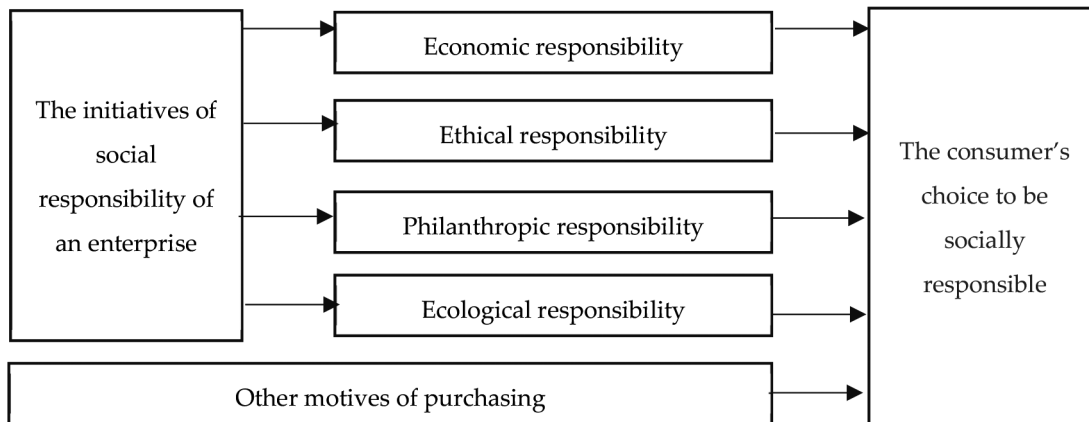 The initiatives of
social
responsibility of
an enterprise
Economic responsibility
Ethical responsibility
Philanthropic responsibility
Ecological responsibility
Other motives of purchasing
The consumer's
choice to be
socially
responsible